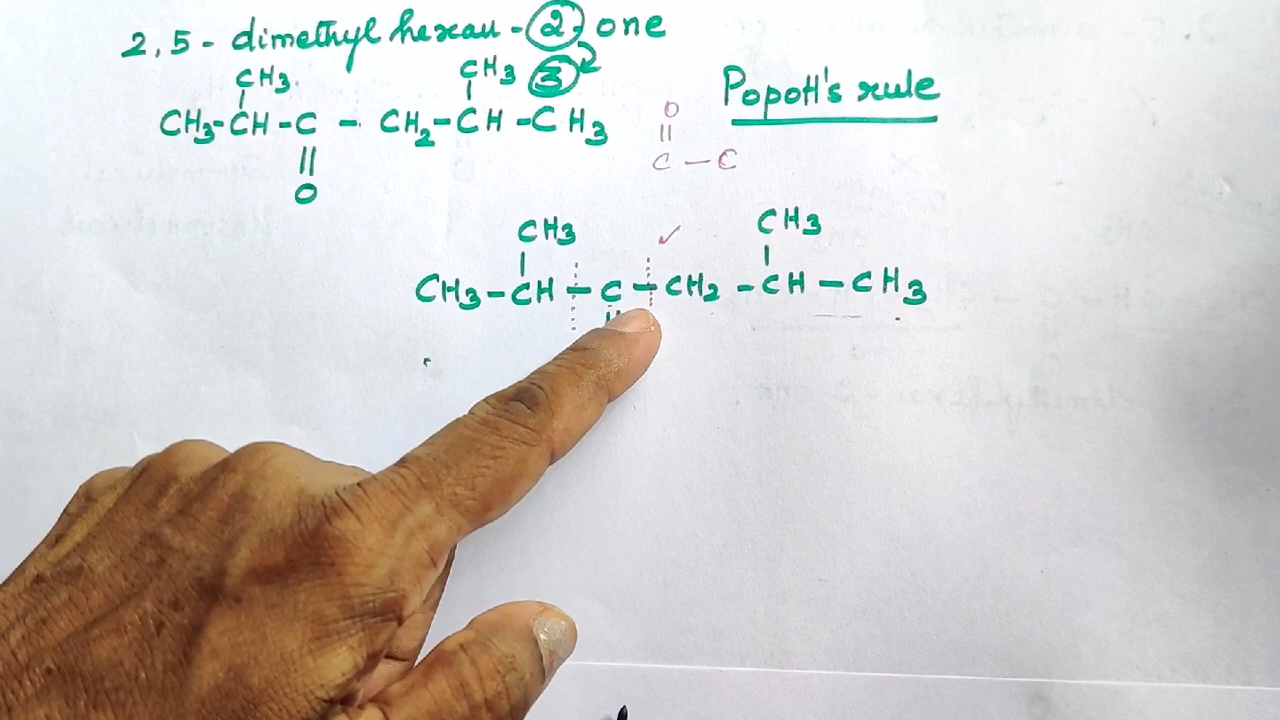 2,5 - dimethyl hexan - 2, one
CH3 CH3 3
CH3-CH-C - CH2-CH-CH3
||
O
Popott's rule
O
||
C — C
CH3 ✓ CH3
| |
CH3-CH-C-CH2-CH-CH3
||